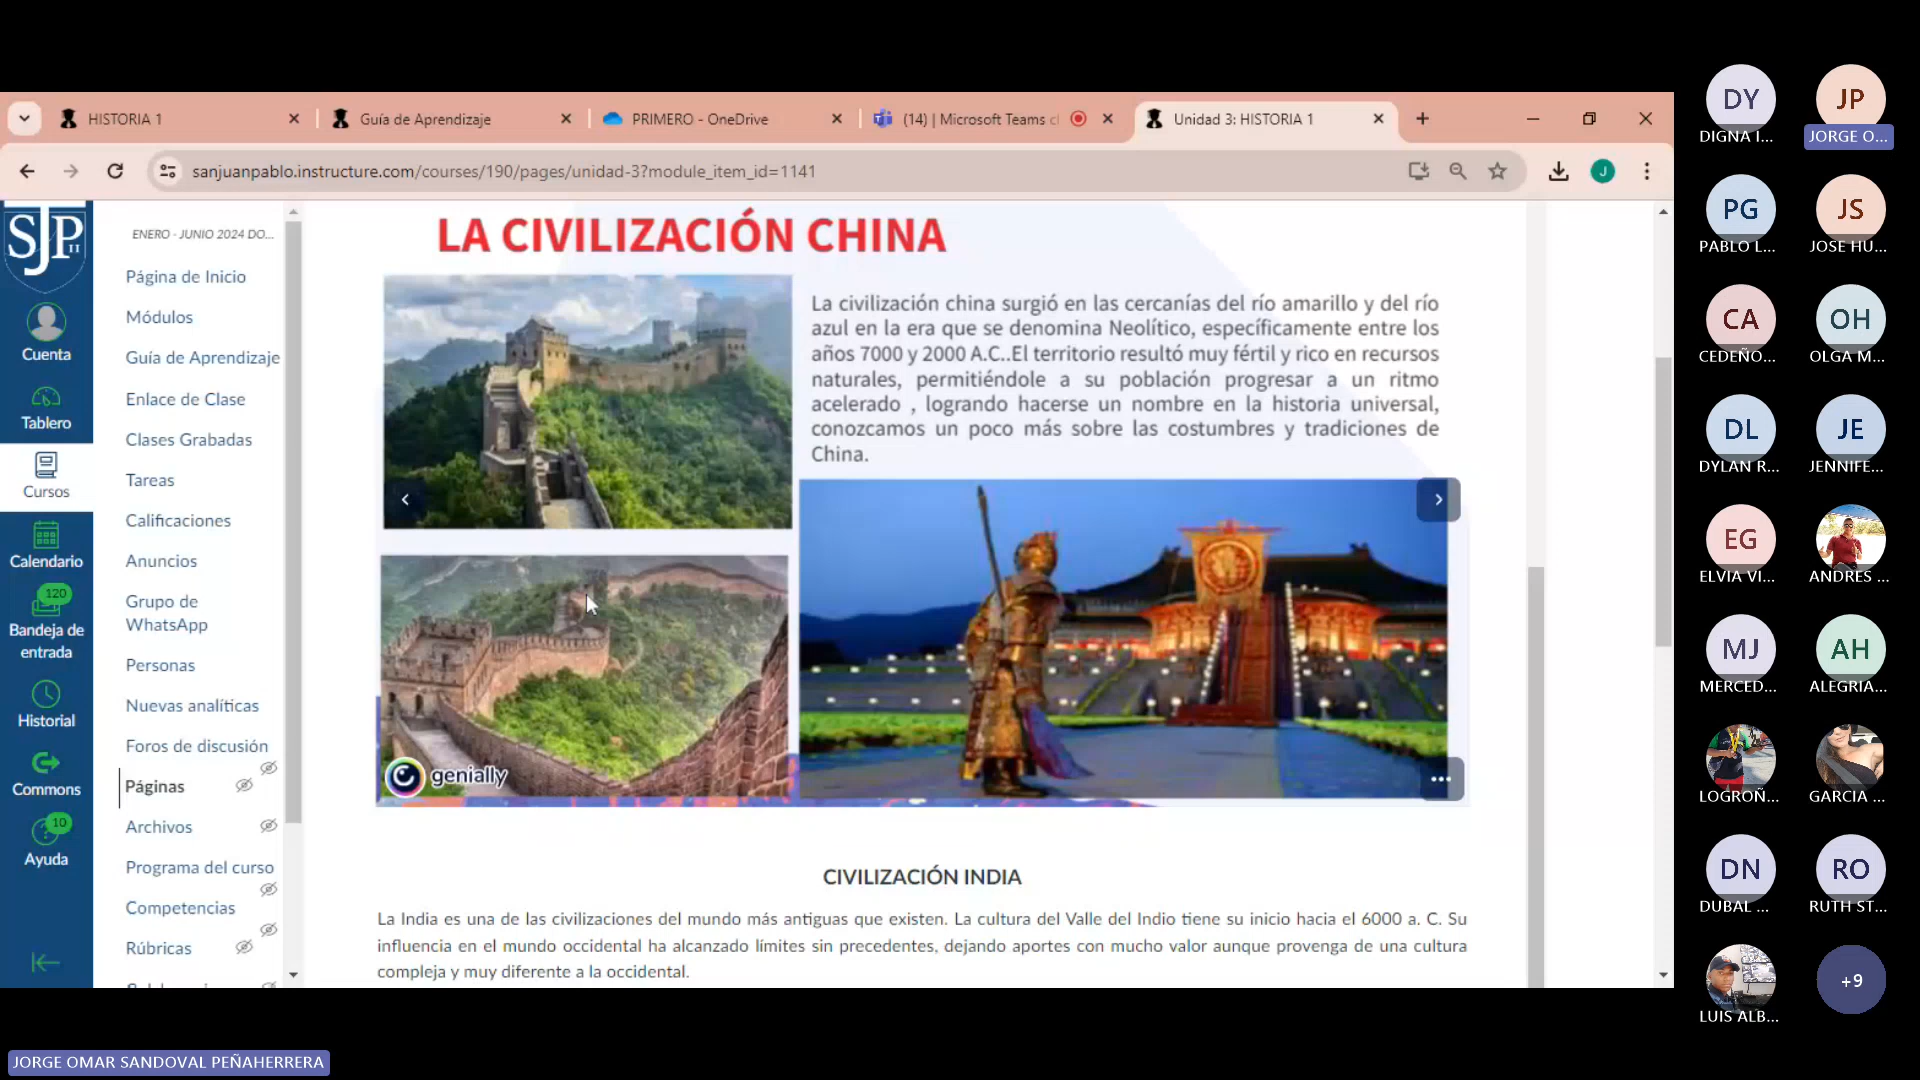 HISTORIA 1
Guía de Aprendizaje
PRIMERO - OneDrive
(14) | Microsoft Teams
Unidad 3: HISTORIA 1
sanjuanpablo.instructure.com/courses/190/pages/unidad-3?module_item_id=1141
J
SJP
II
Cuenta
Tablero
Cursos
Calendario
120
Bandeja de
entrada
Historial
Commons
10
Ayuda
ENERO - JUNIO 2024 DO...
Página de Inicio
Módulos
Guía de Aprendizaje
Enlace de Clase
Clases Grabadas
Tareas
Calificaciones
Anuncios
Grupo de
WhatsApp
Personas
Nuevas analíticas
Foros de discusión
Páginas
Archivos
Programa del curso
Competencias
Rúbricas
LA CIVILIZACIÓN CHINA
La civilización china surgió en las cercanías del río amarillo y del río
azul en la era que se denomina Neolítico, específicamente entre los
años 7000 y 2000 A.C..El territorio resultó muy fértil y rico en recursos
naturales, permitiéndole a su población progresar a un ritmo
acelerado , logrando hacerse un nombre en la historia universal,
conozcamos un poco más sobre las costumbres y tradiciones de
China.
genially
CIVILIZACIÓN INDIA
La India es una de las civilizaciones del mundo más antiguas que existen. La cultura del Valle del Indio tiene su inicio hacia el 6000 a. C. Su
influencia en el mundo occidental ha alcanzado límites sin precedentes, dejando aportes con mucho valor aunque provenga de una cultura
compleja y muy diferente a la occidental.
DY
DIGNA I...
JP
JORGE O...
PG
PABLO L...
JS
JOSE HU...
CA
CEDEÑO...
OH
OLGA M...
DL
DYLAN R...
JE
JENNIFE...
EG
ELVIA VI...
ANDRES ...
MJ
MERCED...
AH
ALEGRIA...
LOGROÑ...
GARCIA ...
DN
DUBAL ...
RO
RUTH ST...
LUIS ALB...
+9
JORGE OMAR SANDOVAL PEÑAHERRERA